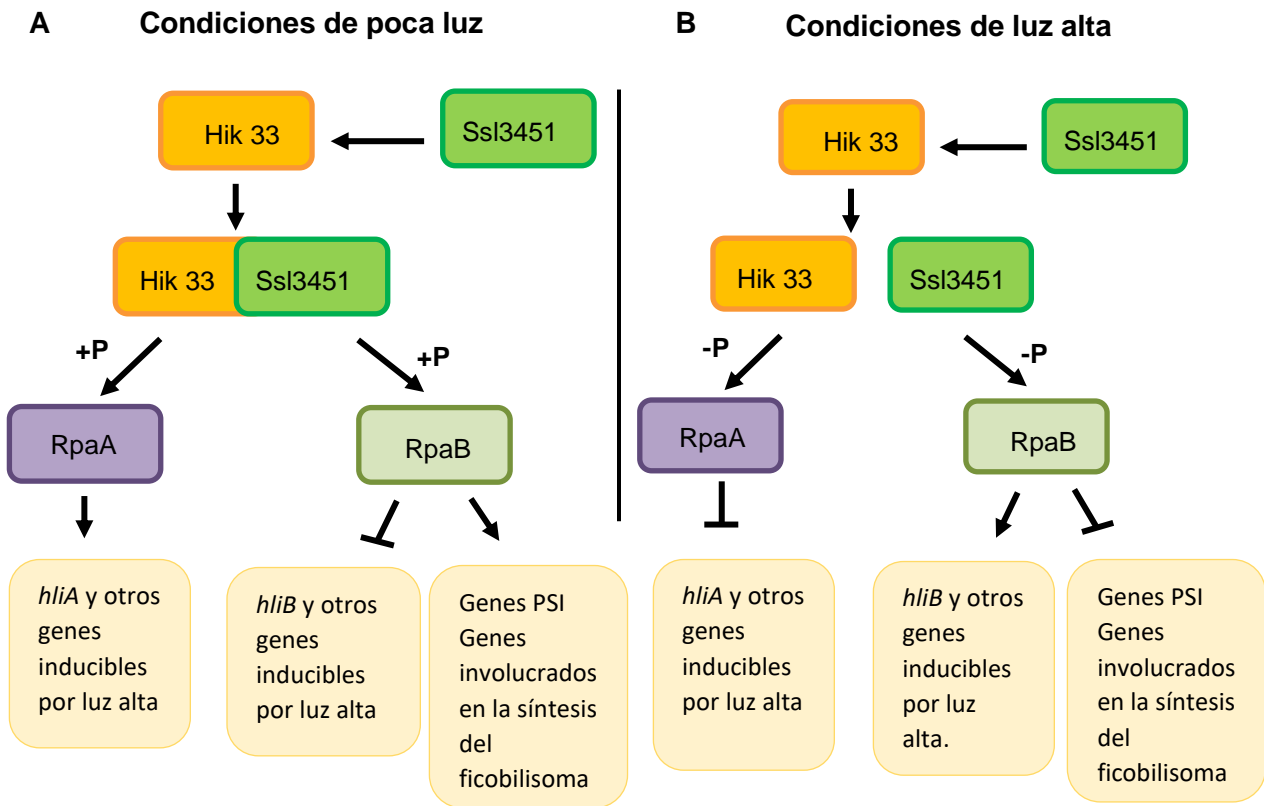 A
Condiciones de poca luz
Hik 33
Ssl3451
Hik 33
Ssl3451
+P
+P
RpaA
RpaB
hliA y otros
genes
inducibles
por luz alta
hliB y otros
genes
inducibles
por luz alta
Genes PSI
Genes
involucrados
en la síntesis
del
ficobilisoma
B
Condiciones de luz alta
Hik 33
Ssl3451
Hik 33
Ssl3451
-P
-P
RpaA
RpaB
hliA y otros
genes
inducibles
por luz alta
hliB y otros
genes
inducibles
por luz
alta.
Genes PSI
Genes
involucrados
en la síntesis
del
ficobilisoma